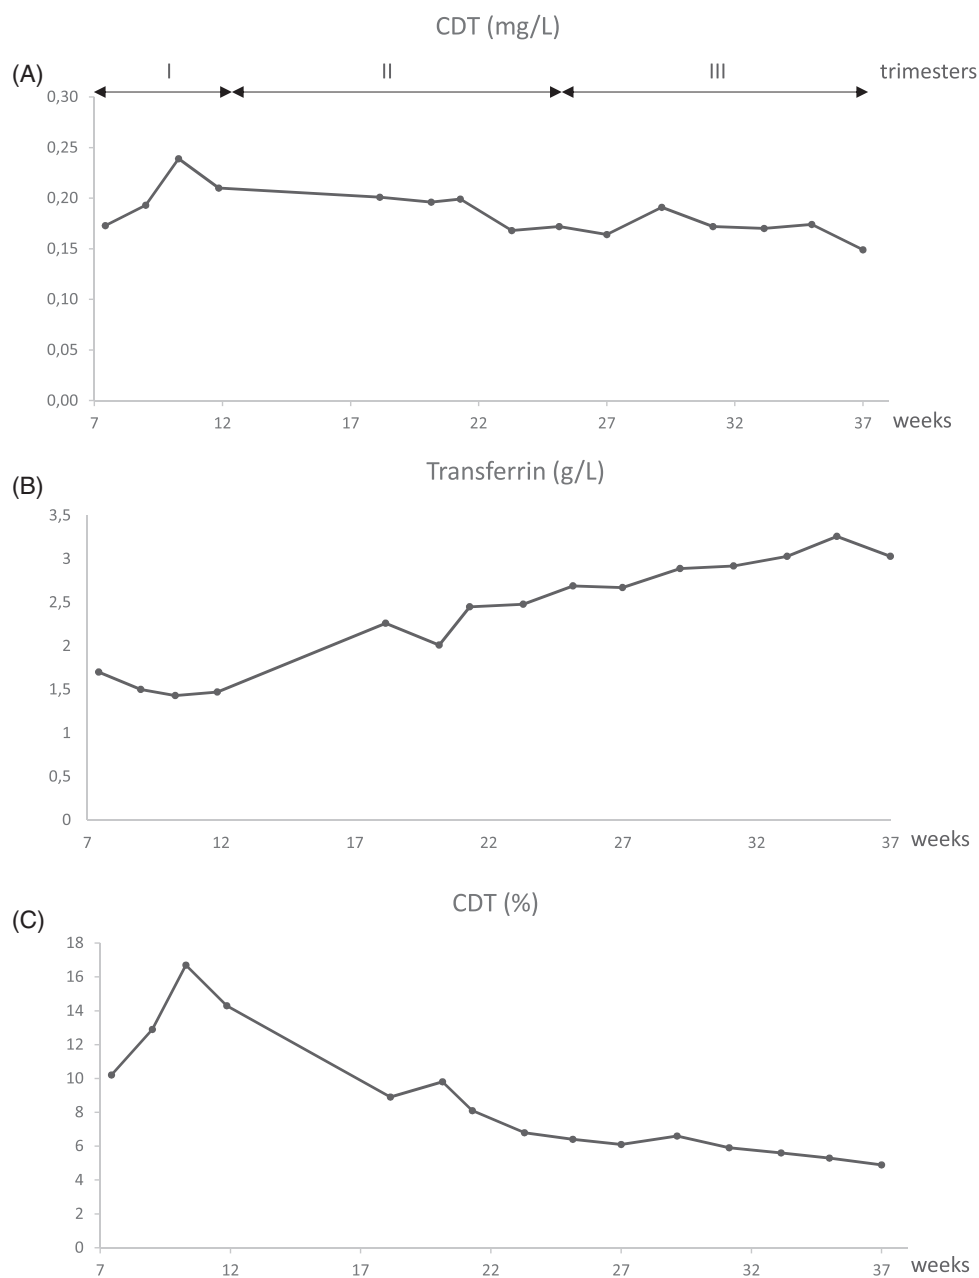 CDT (mg/L)
(A) I II III trimesters
0,30
0,25
0,20
0,15
0,10
0,05
0,00
7 12 17 22 27 32 37 weeks
Transferrin (g/L)
(B)
3,5
3
2,5
2
1,5
1
0,5
0
7 12 17 22 27 32 37 weeks
CDT (%)
(C)
18
16
14
12
10
8
6
4
2
0
7 12 17 22 27 32 37 weeks